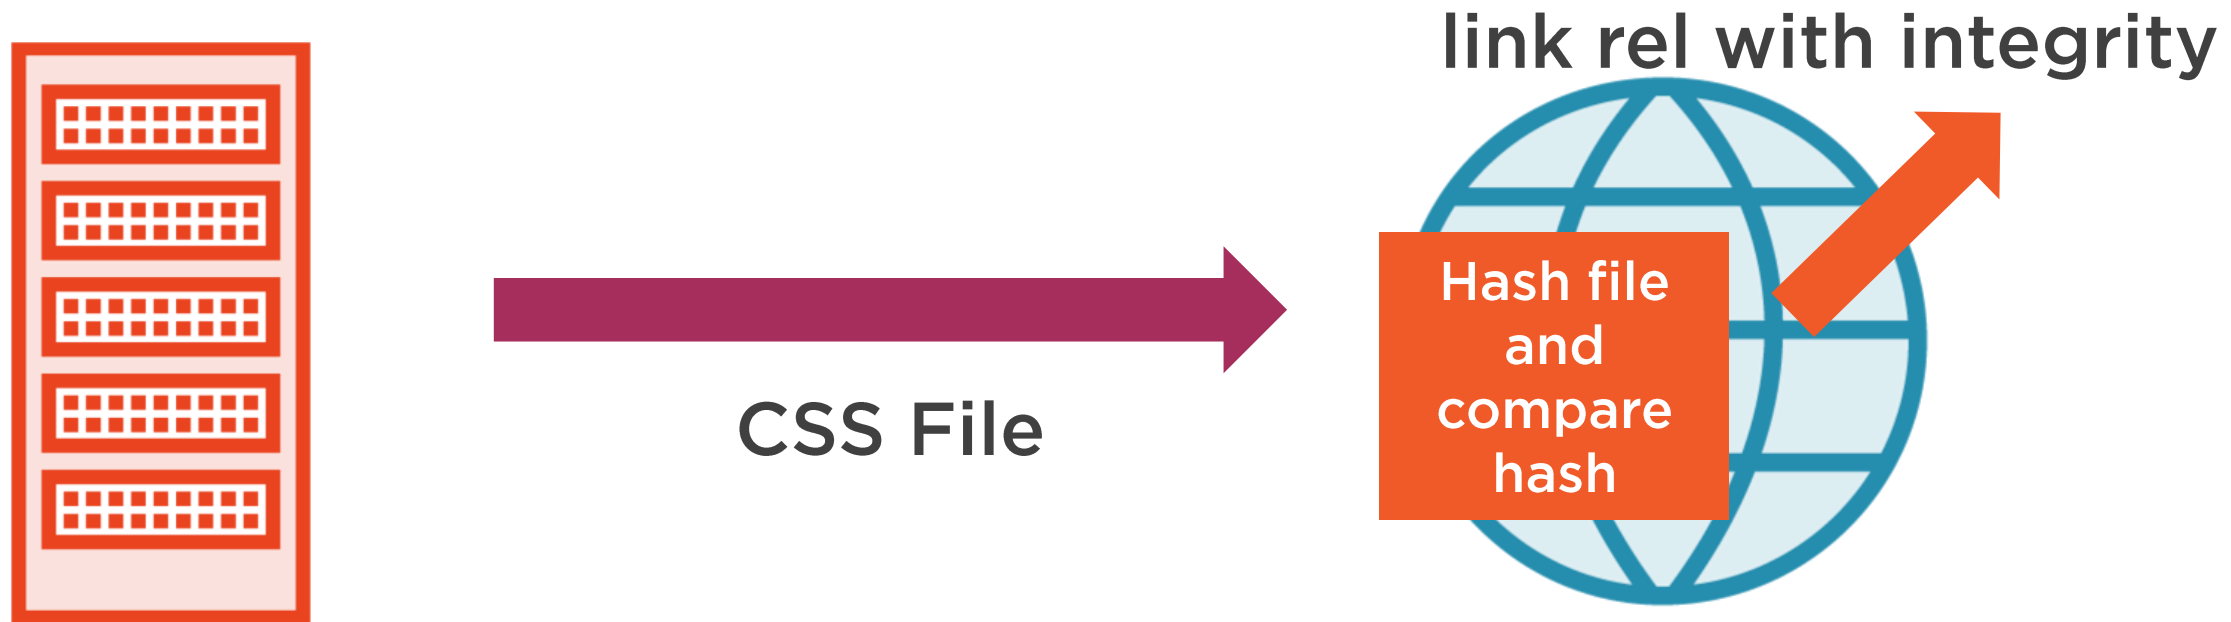 link rel with integrity
Hash file
and
compare
hash
CSS File